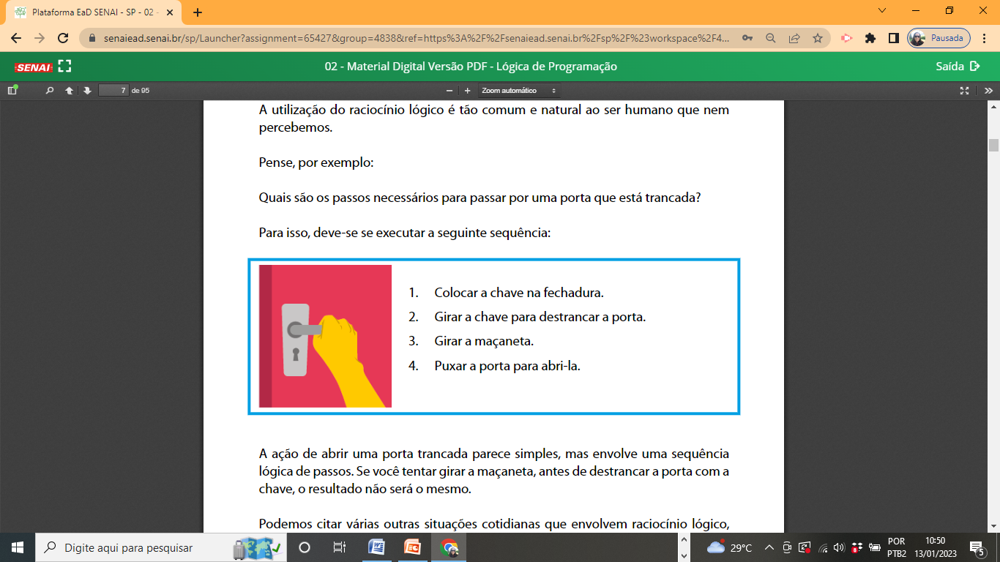 Plataforma EaD SENAI - SP - 02 -
senaiead.senai.br/sp/Launcher?assignment=65427&group=4838&ref=https%3A%2F%2Fsenaiead.senai.br%2Fsp%2F%23workspace%2F4...
Pausada
SENAI
02 - Material Digital Versão PDF - Lógica de Programação
Saída
7 de 95
Zoom automático
A utilização do raciocínio lógico é tão comum e natural ao ser humano que nem
percebemos.
Pense, por exemplo:
Quais são os passos necessários para passar por uma porta que está trancada?
Para isso, deve-se se executar a seguinte sequência:
1. Colocar a chave na fechadura.
2. Girar a chave para destrancar a porta.
3. Girar a maçaneta.
4. Puxar a porta para abri-la.
A ação de abrir uma porta trancada parece simples, mas envolve uma sequência
lógica de passos. Se você tentar girar a maçaneta, antes de destrancar a porta com a
chave, o resultado não será o mesmo.
Podemos citar várias outras situações cotidianas que envolvem raciocínio lógico,
Digite aqui para pesquisar
29°C
POR
PTB2
10:50
13/01/2023
5